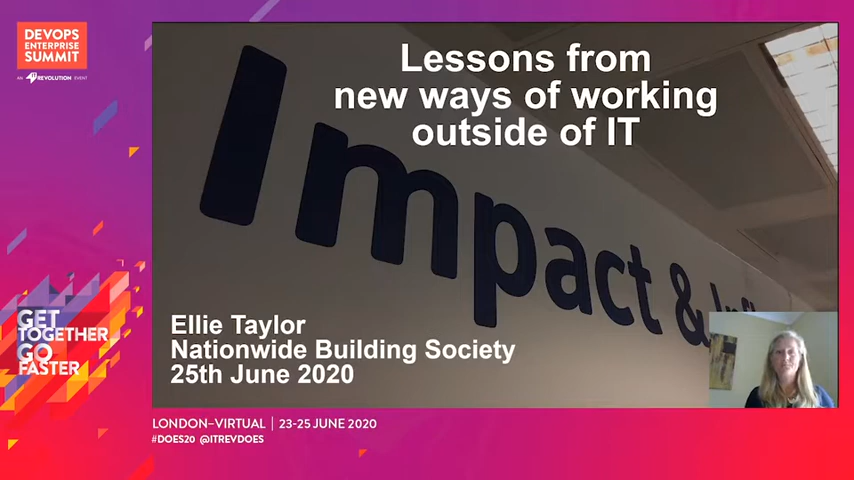 DEVOPS
ENTERPRISE
SUMMIT
AN IT REVOLUTION EVENT
Lessons from
new ways of working
outside of IT
Impact &
Ellie Taylor
Nationwide Building Society
25th June 2020
GET
TOGETHER
GO
FASTER
LONDON–VIRTUAL | 23-25 JUNE 2020
#DOES20 @ITREVDOES